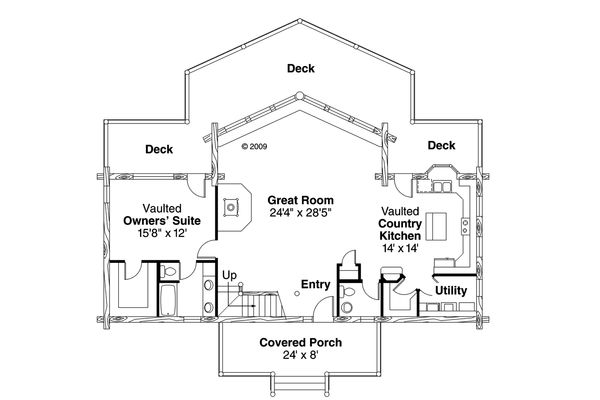 Deck
© 2009
Deck
Deck
Great Room
24'4" x 28'5"
Vaulted
Owners' Suite
15'8" x 12'
Vaulted
Country
Kitchen
14' x 14'
Up
Entry
Utility
Covered Porch
24' x 8'